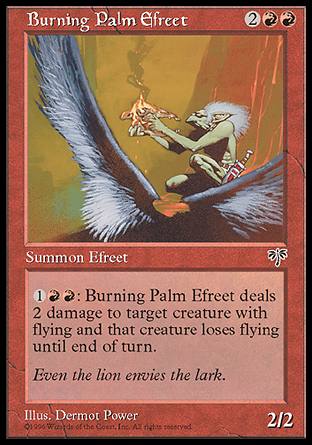 Burning Palm Efreet 2
Summon Efreet
1 : Burning Palm Efreet deals
2 damage to target creature with
flying and that creature loses flying
until end of turn.
Even the lion envies the lark.
Illus. Dermot Power
©1996 Wizards of the Coast, Inc. All rights reserved.
2/2